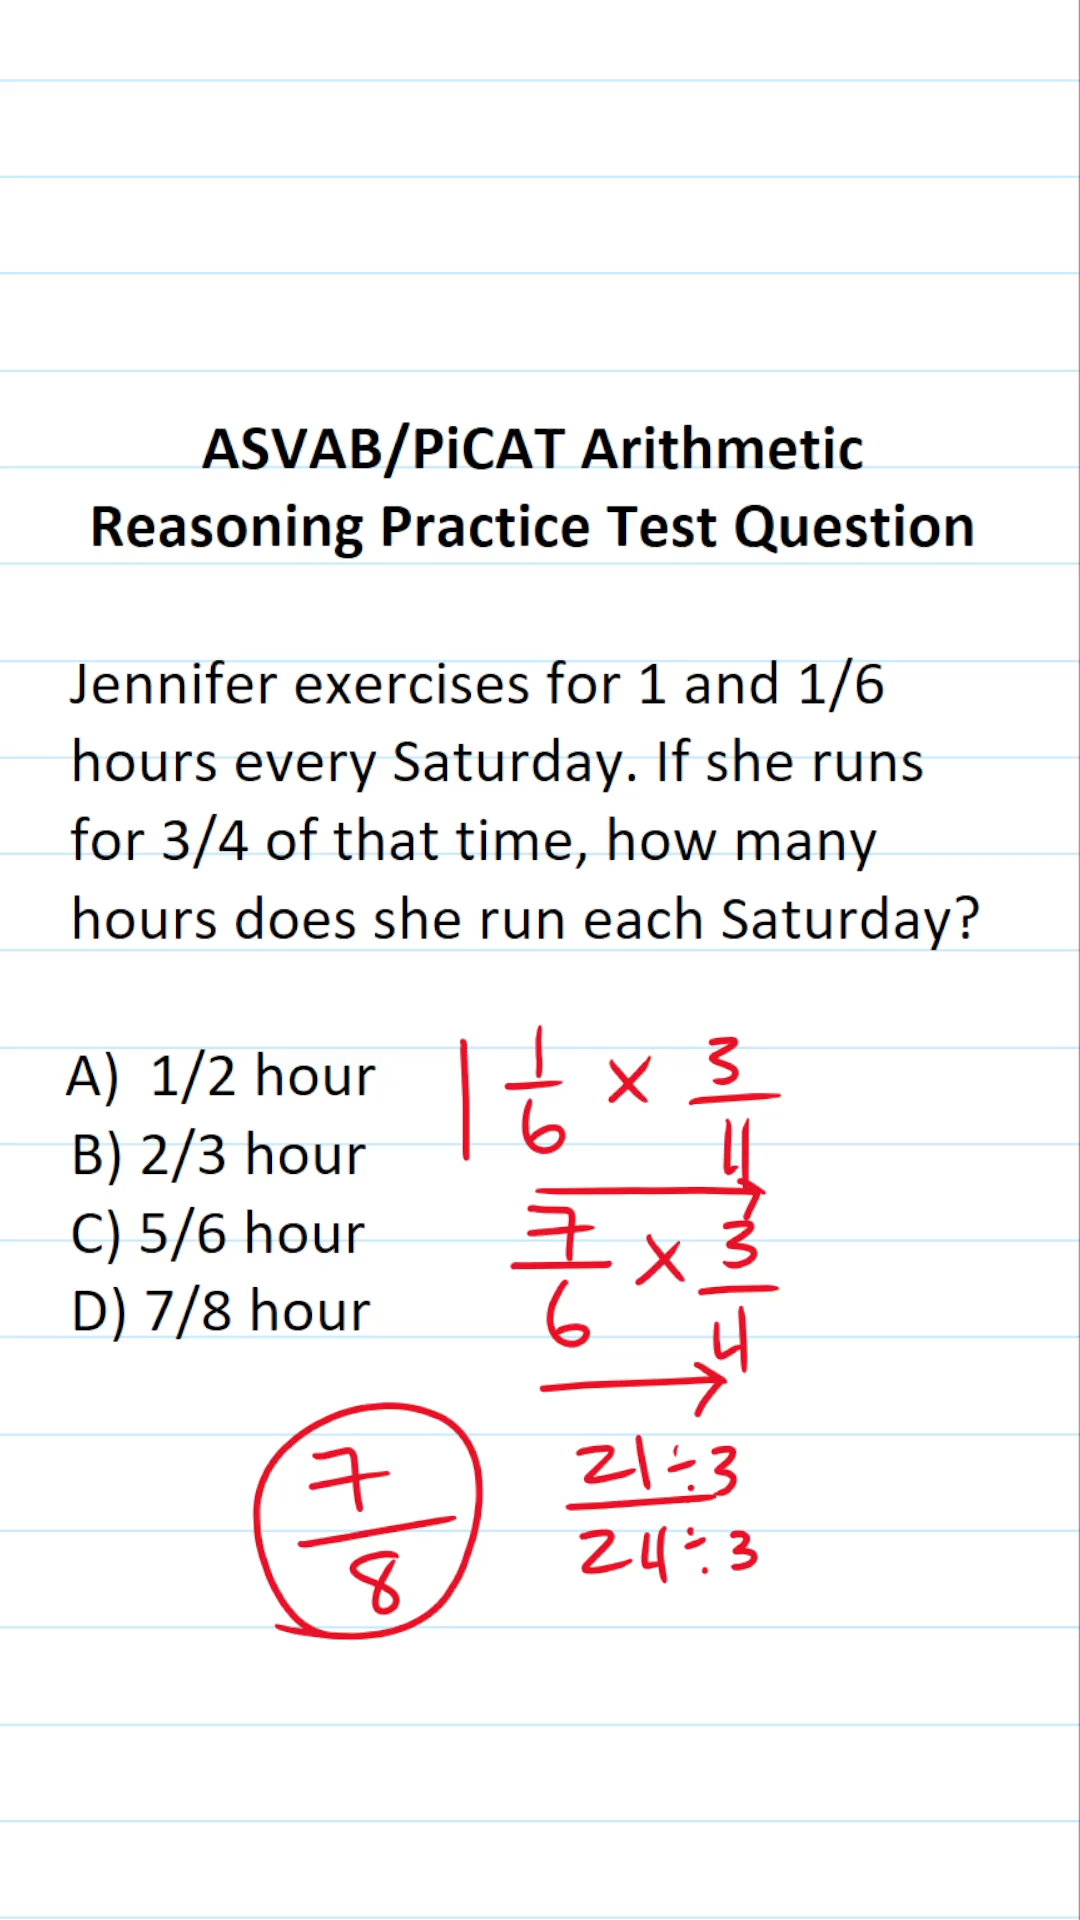 ASVAB/PiCAT Arithmetic
Reasoning Practice Test Question
Jennifer exercises for 1 and 1/6
hours every Saturday. If she runs
for 3/4 of that time, how many
hours does she run each Saturday?
A) 1/2 hour
B) 2/3 hour
C) 5/6 hour
D) 7/8 hour
1 1/6 × 3/4
7/6 × 3/4
21÷3
24÷3
7/8